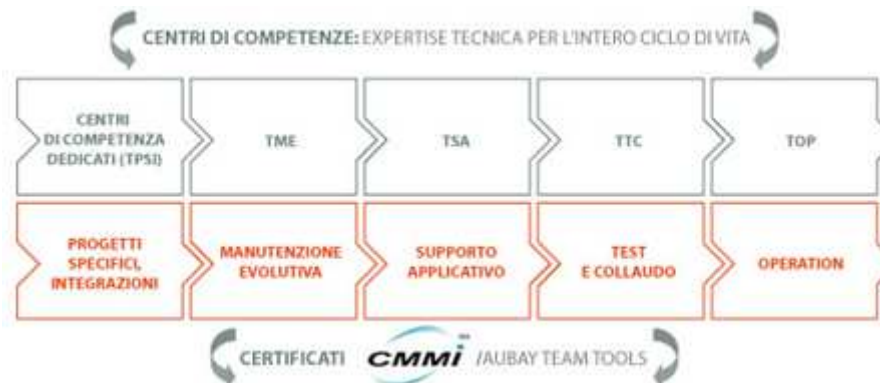 CENTRI DI COMPETENZE: EXPERTISE TECNICA PER L'INTERO CICLO DI VITA
CENTRI
DI COMPETENZA
DEDICATI (TPSI)
TME
TSA
TTC
TOP
PROGETTI
SPECIFICI,
INTEGRAZIONI
MANUTENZIONE
EVOLUTIVA
SUPPORTO
APPLICATIVO
TEST
E COLLAUDO
OPERATION
CERTIFICATI CMMi /AUBAY TEAM TOOLS